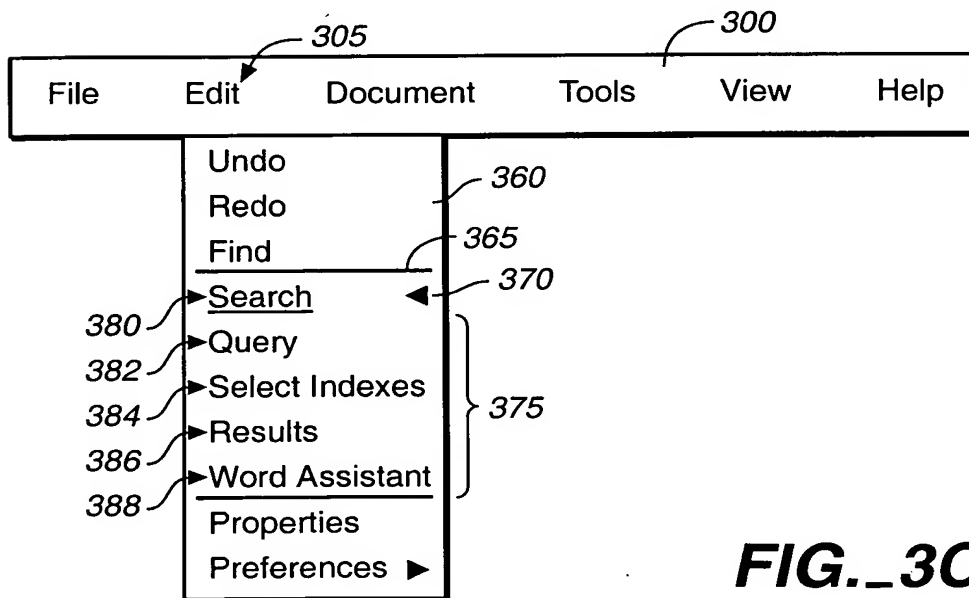 305
300
File Edit Document Tools View Help
Undo
Redo
360
Find
365
380 Search 370
382 Query
384 Select Indexes
375
386 Results
388 Word Assistant
Properties
Preferences
FIG._3C